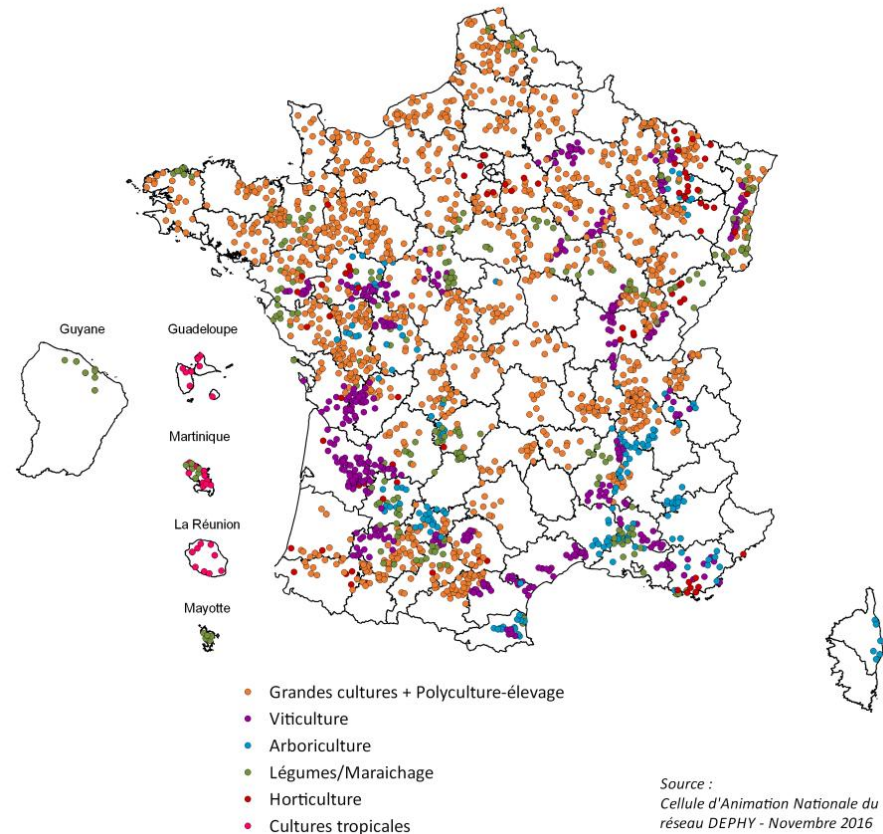 Guyane
Guadeloupe
Martinique
La Réunion
Mayotte
Grandes cultures + Polyculture-élevage
Viticulture
Arboriculture
Légumes/Maraichage
Horticulture
Cultures tropicales
Source :
Cellule d'Animation Nationale du
réseau DEPHY - Novembre 2016